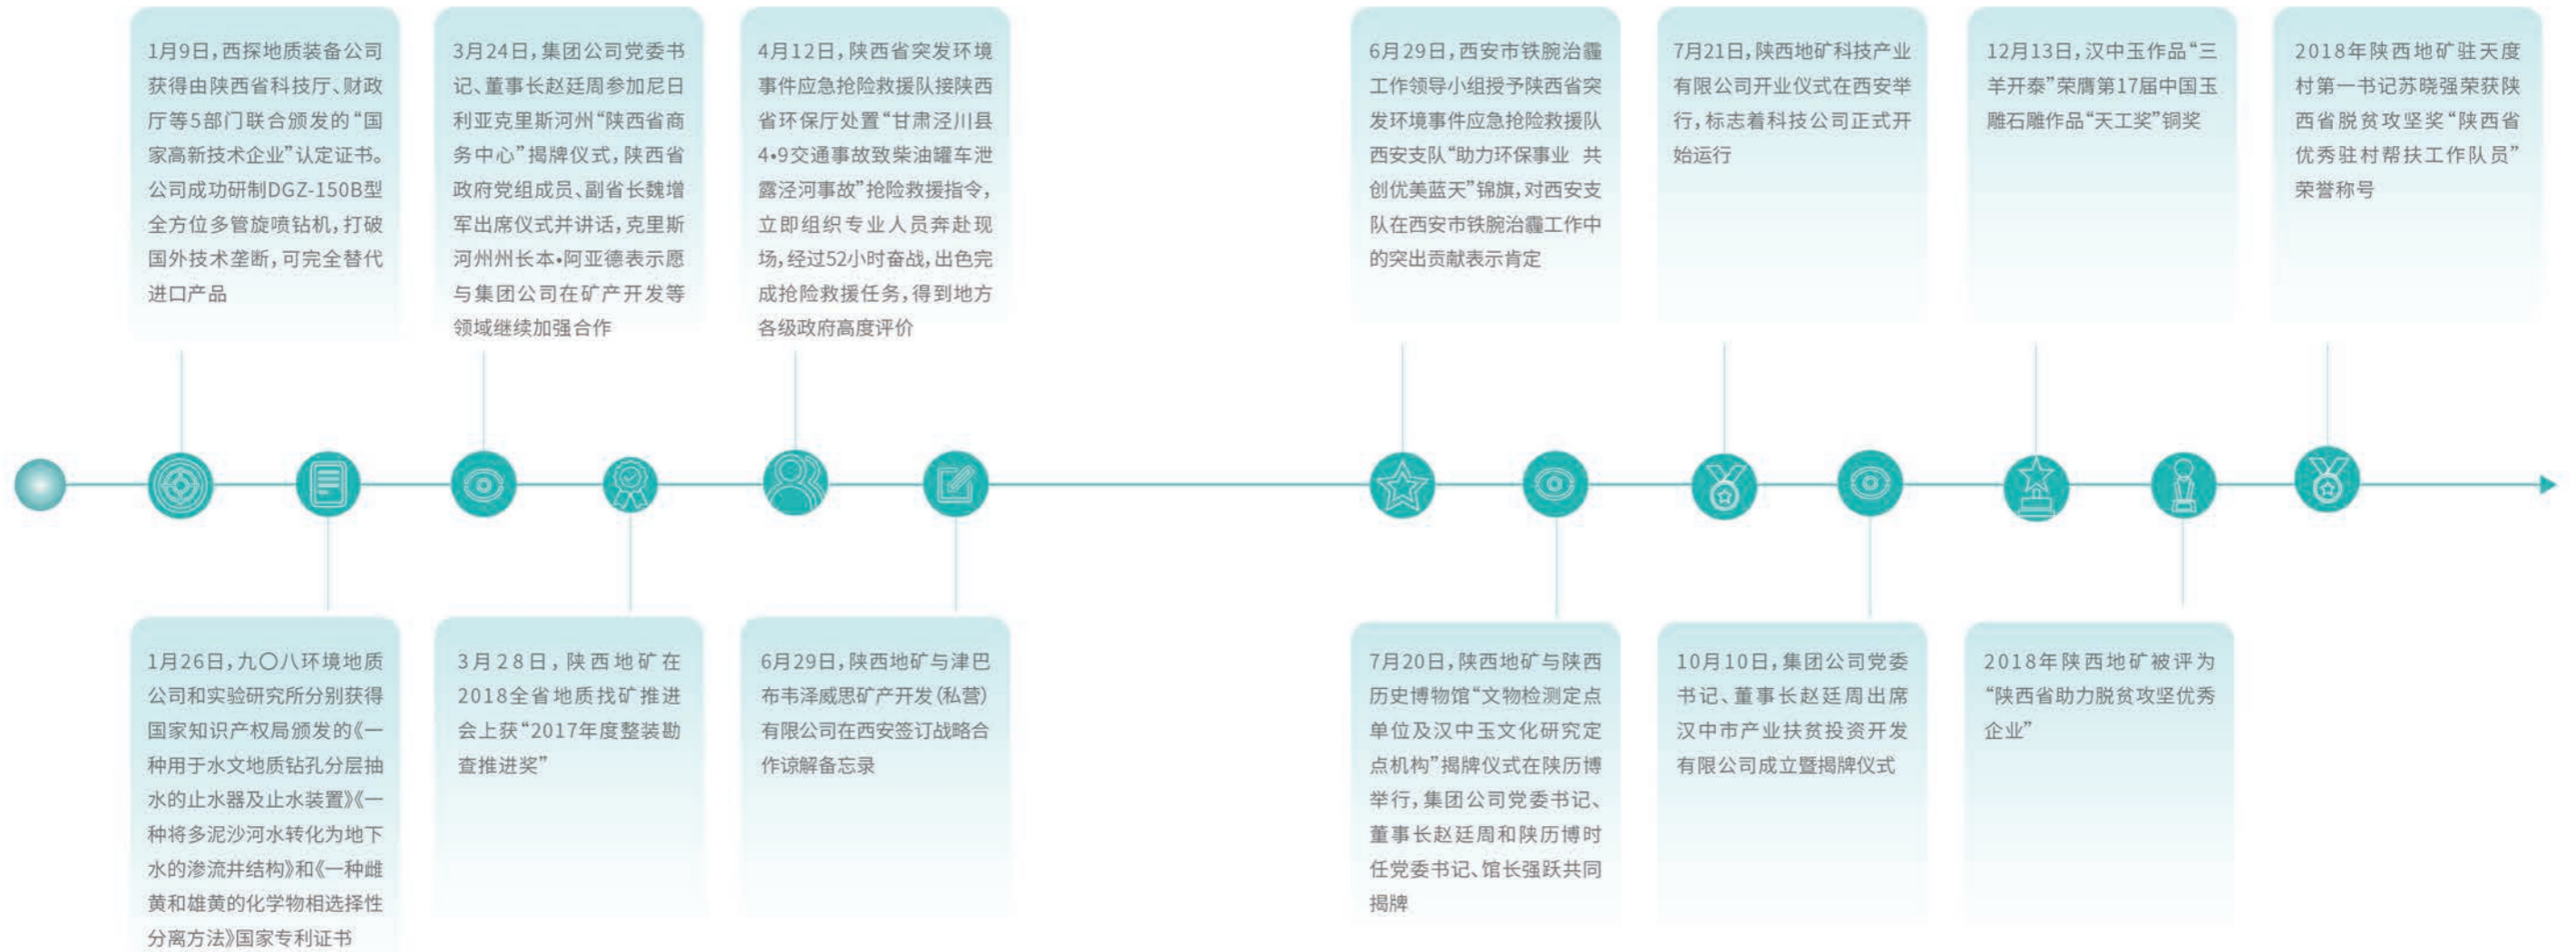 1月9日，西探地质装备公司
获得由陕西省科技厅、财政
厅等5部门联合颁发的“国
家高新技术企业”认定证书。
公司成功研制DGZ-150B型
全方位多管旋喷钻机，打破
国外技术垄断，可完全替代
进口产品
3月24日，集团公司党委书
记、董事长赵廷周参加尼日
利亚克里斯河州“陕西省商
务中心”揭牌仪式，陕西省
政府党组成员、副省长魏增
军出席仪式并讲话，克里斯
河州州长本•阿亚德表示愿
与集团公司在矿产开发等
领域继续加强合作
4月12日，陕西省突发环境
事件应急抢险救援队接陕西
省环保厅处置“甘肃泾川县
4•9交通事故致柴油罐车泄
露泾河事故”抢险救援指令，
立即组织专业人员奔赴现
场，经过52小时奋战，出色完
成抢险救援任务，得到地方
各级政府高度评价
6月29日，西安市铁腕治霾
工作领导小组授予陕西省突
发环境事件应急抢险救援队
西安支队“助力环保事业 共
创优美蓝天”锦旗，对西安支
队在西安市铁腕治霾工作中
的突出贡献表示肯定
7月21日，陕西地矿科技产业
有限公司开业仪式在西安举
行，标志着科技公司正式开
始运行
12月13日，汉中玉作品“三
羊开泰”荣膺第17届中国玉
雕石雕作品“天工奖”铜奖
2018年陕西地矿驻天度
村第一书记苏晓强荣获陕
西省脱贫攻坚奖“陕西省
优秀驻村帮扶工作队员”
荣誉称号
1月26日，九〇八环境地质
公司和实验研究所分别获得
国家知识产权局颁发的《一
种用于水文地质钻孔分层抽
水的止水器及止水装置》《一
种将多泥沙河水转化为地下
水的渗流井结构》和《一种雌
黄和雄黄的化学物相选择性
分离方法》国家专利证书
3月28日，陕西地矿在
2018全省地质找矿推进
会上获“2017年度整装勘
查推进奖”
6月29日，陕西地矿与津巴
布韦泽威思矿产开发（私营）
有限公司在西安签订战略合
作谅解备忘录
7月20日，陕西地矿与陕西
历史博物馆“文物检测定点
单位及汉中玉文化研究定
点机构”揭牌仪式在陕历博
举行，集团公司党委书记、
董事长赵廷周和陕历博时
任党委书记、馆长强跃共同
揭牌
10月10日，集团公司党委
书记、董事长赵廷周出席
汉中市产业扶贫投资开发
有限公司成立暨揭牌仪式
2018年陕西地矿被评为
“陕西省助力脱贫攻坚优秀
企业”